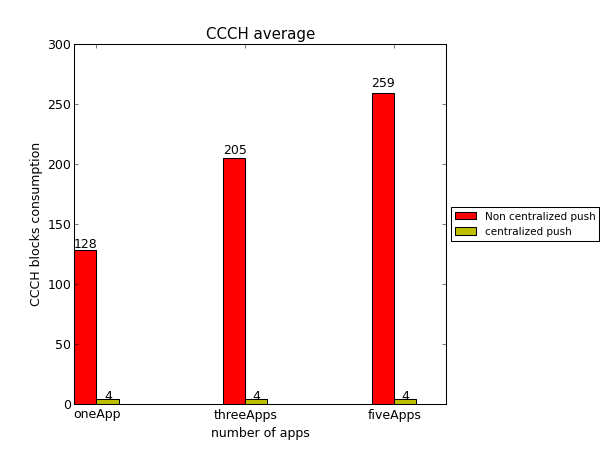 CCCH average
300
250
200
150
100
50
0
CCCH blocks consumption
128
4
205
4
259
4
oneApp
threeApps
fiveApps
number of apps
Non centralized push
centralized push